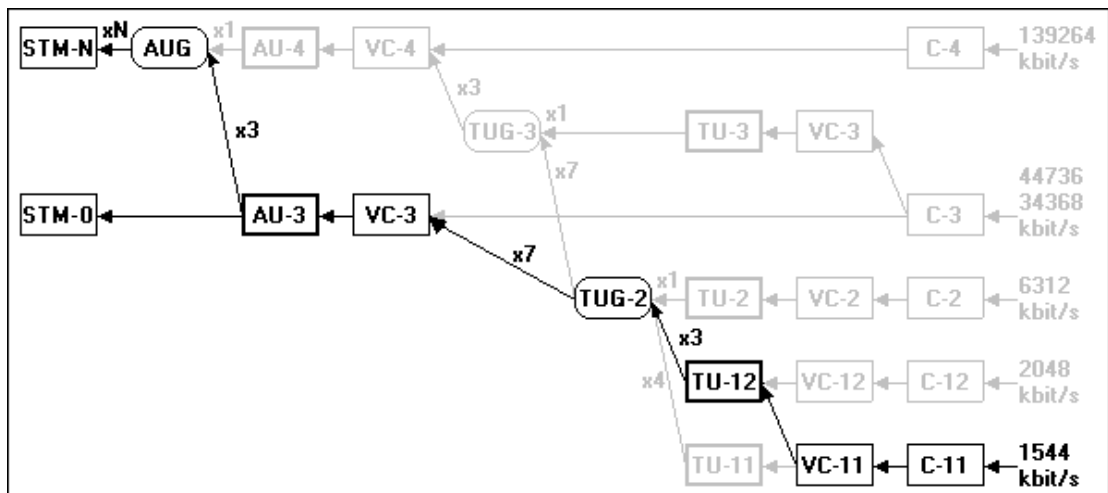 xN
x1
139264
STM-N
AUG
AU-4
VC-4
C-4
kbit/s
x3
x1
x3
TUG-3
TU-3
VC-3
x7
44736
34368
STM-0
AU-3
VC-3
C-3
kbit/s
x7
x1
6312
TUG-2
TU-2
VC-2
C-2
kbit/s
x3
2048
x4
TU-12
VC-12
C-12
kbit/s
1544
TU-11
VC-11
C-11
kbit/s